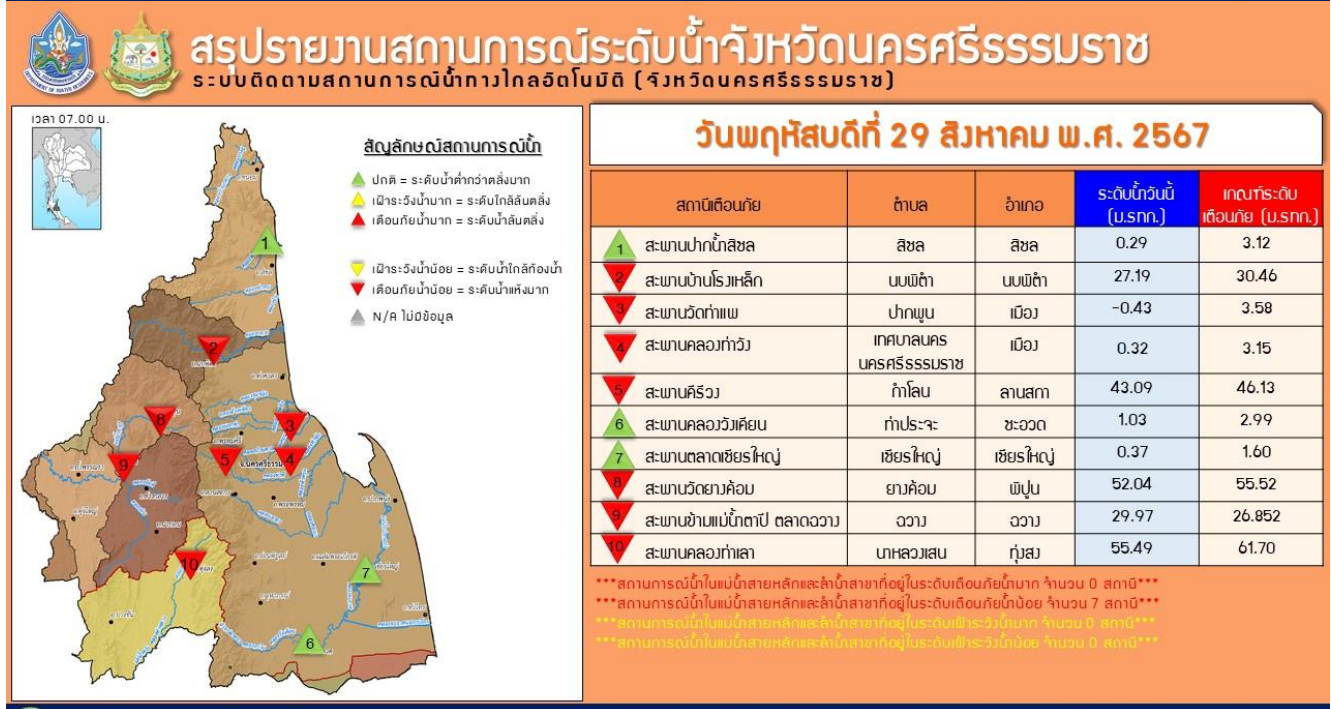 สรุปรายงานสถานการณ์ระดับน้ำจังหวัดนครศรีธรรมราช
ระบบติดตามสถานการณ์น้ำทางไกลอัตโนมัติ (จังหวัดนครศรีธรรมราช)
เวลา 07.00 น.
สัญลักษณ์สถานการณ์น้ำ
ปกติ = ระดับน้ำต่ำกว่าตลิ่งมาก
เฝ้าระวังน้ำมาก = ระดับใกล้ล้นตลิ่ง
เตือนภัยน้ำมาก = ระดับน้ำล้นตลิ่ง
เฝ้าระวังน้ำน้อย = ระดับน้ำใกล้ท้องน้ำ
เตือนภัยน้ำน้อย = ระดับน้ำแห้งมาก
N/A ไม่มีข้อมูล
1
2
8
3
9
5
4
จ.นครศรีธรรม
10
7
6
วันพฤหัสบดีที่ 29 สิงหาคม พ.ศ. 2567
สถานีเตือนภัย ตำบล อำเภอ ระดับน้ำวันนี้ (ม.รทก.) เกณฑ์ระดับเตือนภัย (ม.รทก.)
1 สะพานปากน้ำสิชล สิชล สิชล 0.29 3.12
2 สะพานบ้านโรงเหล็ก นบพิตำ นบพิตำ 27.19 30.46
3 สะพานวัดท่าแพ ปากพูน เมือง -0.43 3.58
4 สะพานคลองท่าวัง เทศบาลนครนครศรีธรรมราช เมือง 0.32 3.15
5 สะพานคีรีวง กำโลน ลานสกา 43.09 46.13
6 สะพานคลองวังเคียน ท่าประจะ ชะอวด 1.03 2.99
7 สะพานตลาดเชียรใหญ่ เชียรใหญ่ เชียรใหญ่ 0.37 1.60
8 สะพานวัดยางค้อม ยางค้อม พิปูน 52.04 55.52
9 สะพานข้ามแม่น้ำตาปี ตลาดฉวาง ฉวาง ฉวาง 29.97 26.852
10 สะพานคลองท่าเลา นาหลวงเสน ทุ่งสง 55.49 61.70
***สถานการณ์น้ำในแม่น้ำสายหลักและลำน้ำสาขาที่อยู่ในระดับเตือนภัยน้ำมาก จำนวน 0 สถานี***
***สถานการณ์น้ำในแม่น้ำสายหลักและลำน้ำสาขาที่อยู่ในระดับเตือนภัยน้ำน้อย จำนวน 7 สถานี***
***สถานการณ์น้ำในแม่น้ำสายหลักและลำน้ำสาขาที่อยู่ในระดับเฝ้าระวังน้ำมาก จำนวน 0 สถานี***
***สถานการณ์น้ำในแม่น้ำสายหลักและลำน้ำสาขาที่อยู่ในระดับเฝ้าระวังน้ำน้อย จำนวน 0 สถานี***